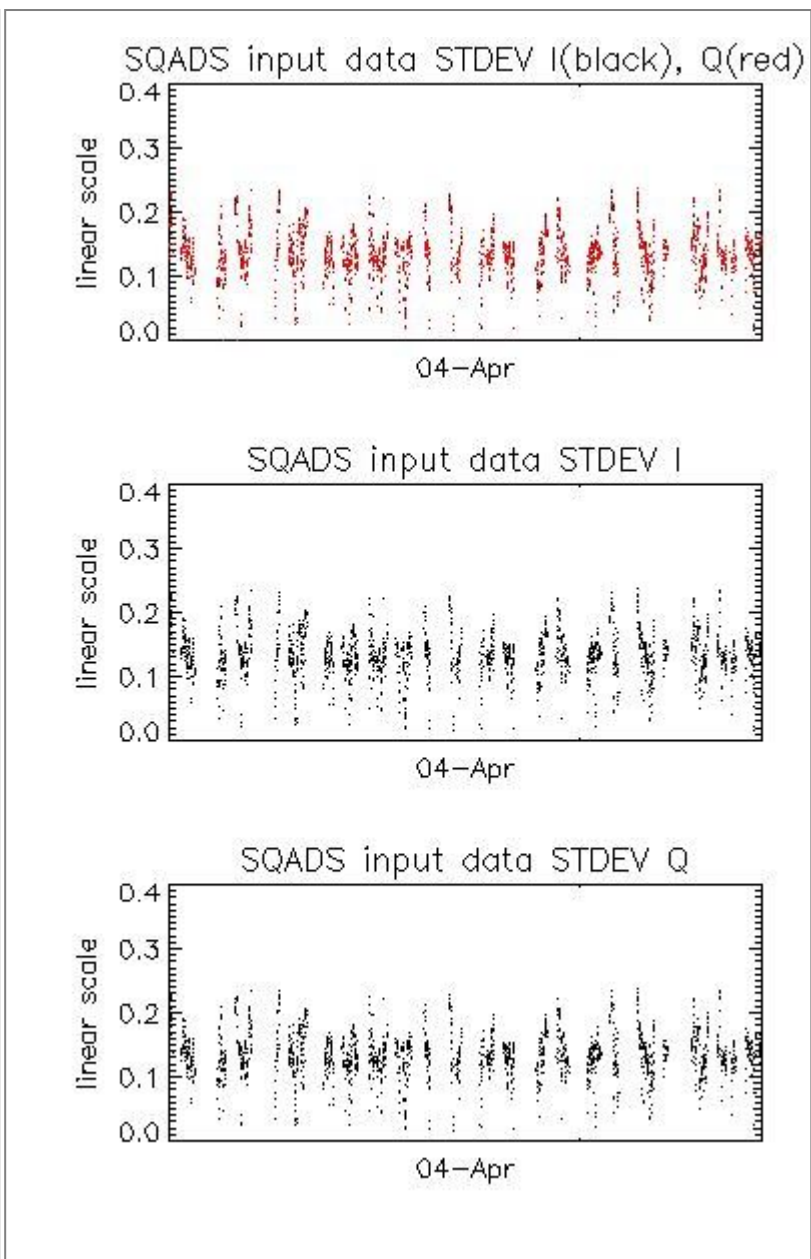 SQADS input data STDEV I(black), Q(red)
0.4
0.3
0.2
0.1
0.0
linear scale
04-Apr
SQADS input data STDEV I
0.4
0.3
0.2
0.1
0.0
linear scale
04-Apr
SQADS input data STDEV Q
0.4
0.3
0.2
0.1
0.0
linear scale
04-Apr